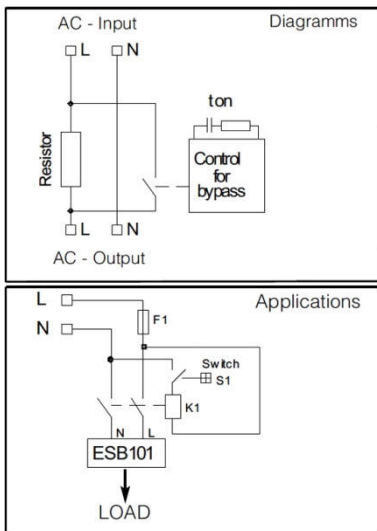 Diagramms
AC - Input
L N
ton
Resistor
Control
for
bypass
L N
AC - Output
Applications
L
F1
N
Switch
S1
K1
N L
ESB101
LOAD